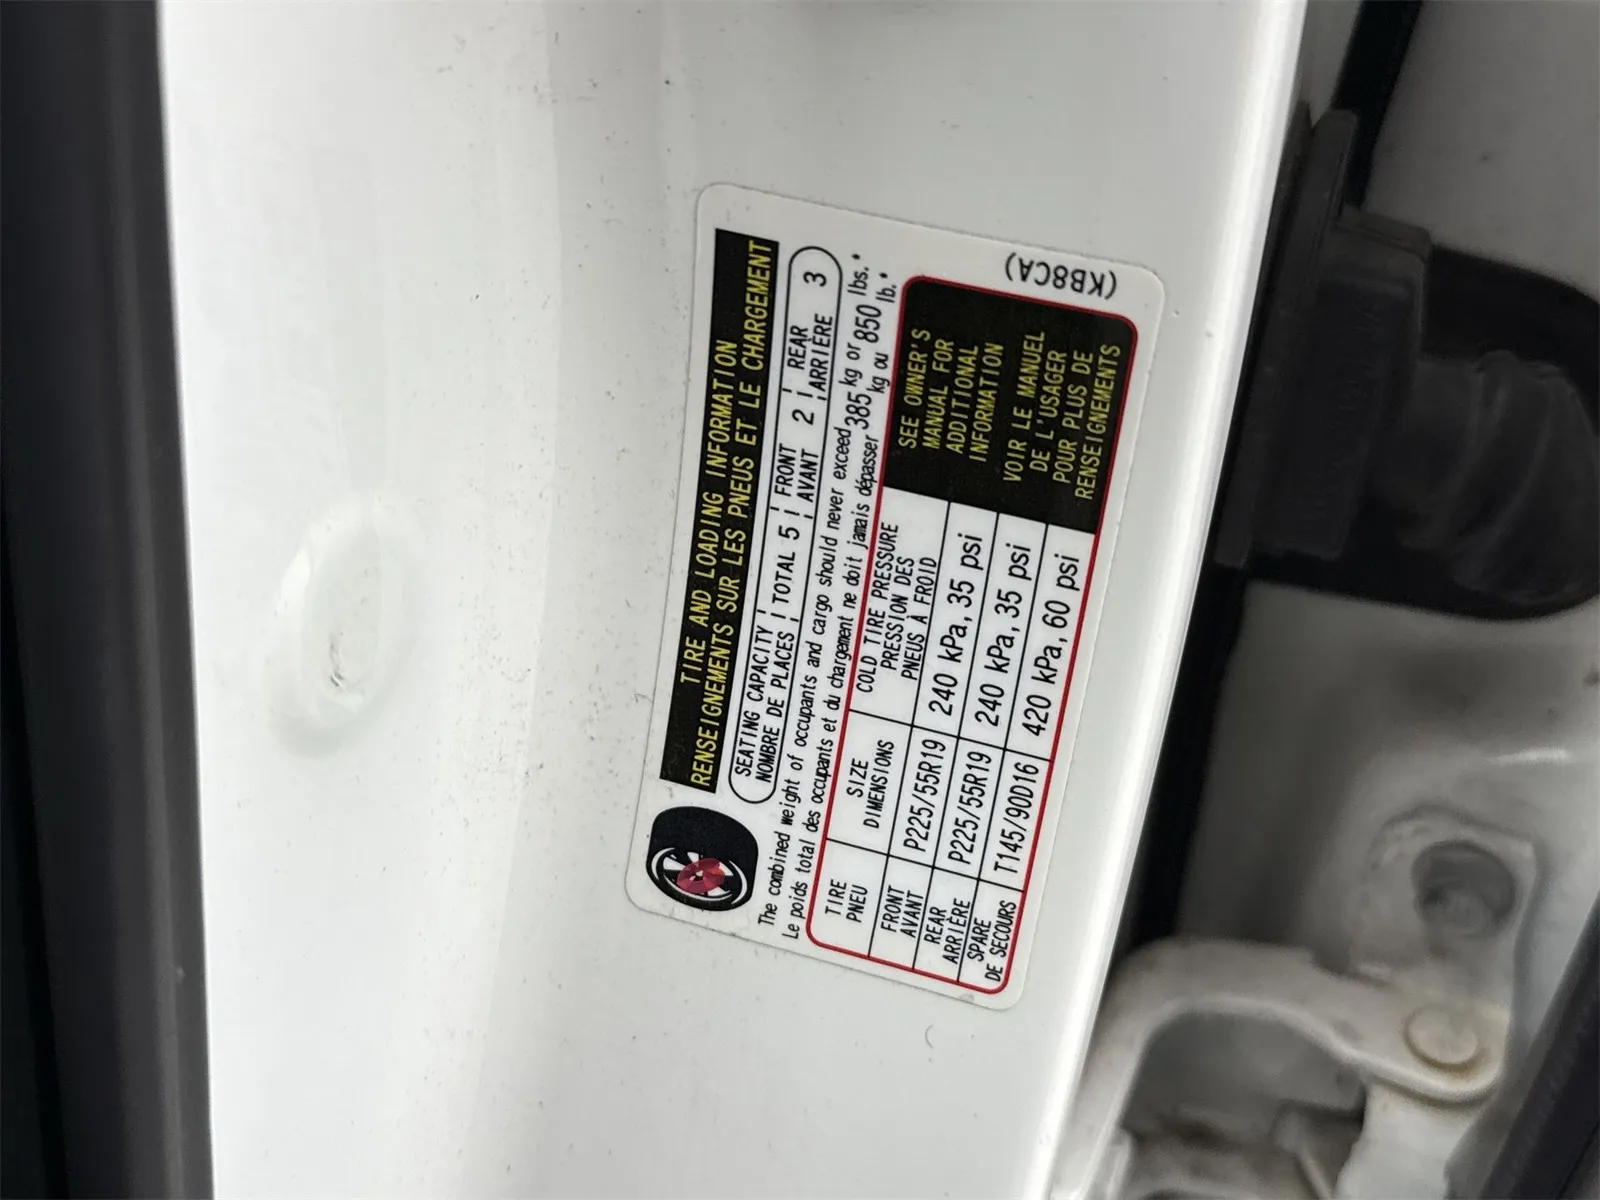 TIRE AND LOADING INFORMATION
RENSEIGNEMENTS SUR LES PNEUS ET LE CHARGEMENT
SEATING CAPACITY TOTAL 5 FRONT 2 REAR 3
NOMBRE DE PLACES AVANT ARRIÈRE
The combined weight of occupants and cargo should never exceed 385 kg or 850 lbs.*
Le poids total des occupants et du chargement ne doit jamais dépasser kg ou lb.*
TIRE SIZE COLD TIRE PRESSURE
PNEU DIMENSIONS PRESSION DES
PNEUS À FROID
FRONT P225/55R19 240 kPa, 35 psi
AVANT
REAR P225/55R19 240 kPa, 35 psi
ARRIÈRE
SPARE T145/90D16 420 kPa, 60 psi
DE SECOURS
SEE OWNER'S
MANUAL FOR
ADDITIONAL
INFORMATION
VOIR LE MANUEL
DE L'USAGER
POUR PLUS DE
RENSEIGNEMENTS
(KB8CA)